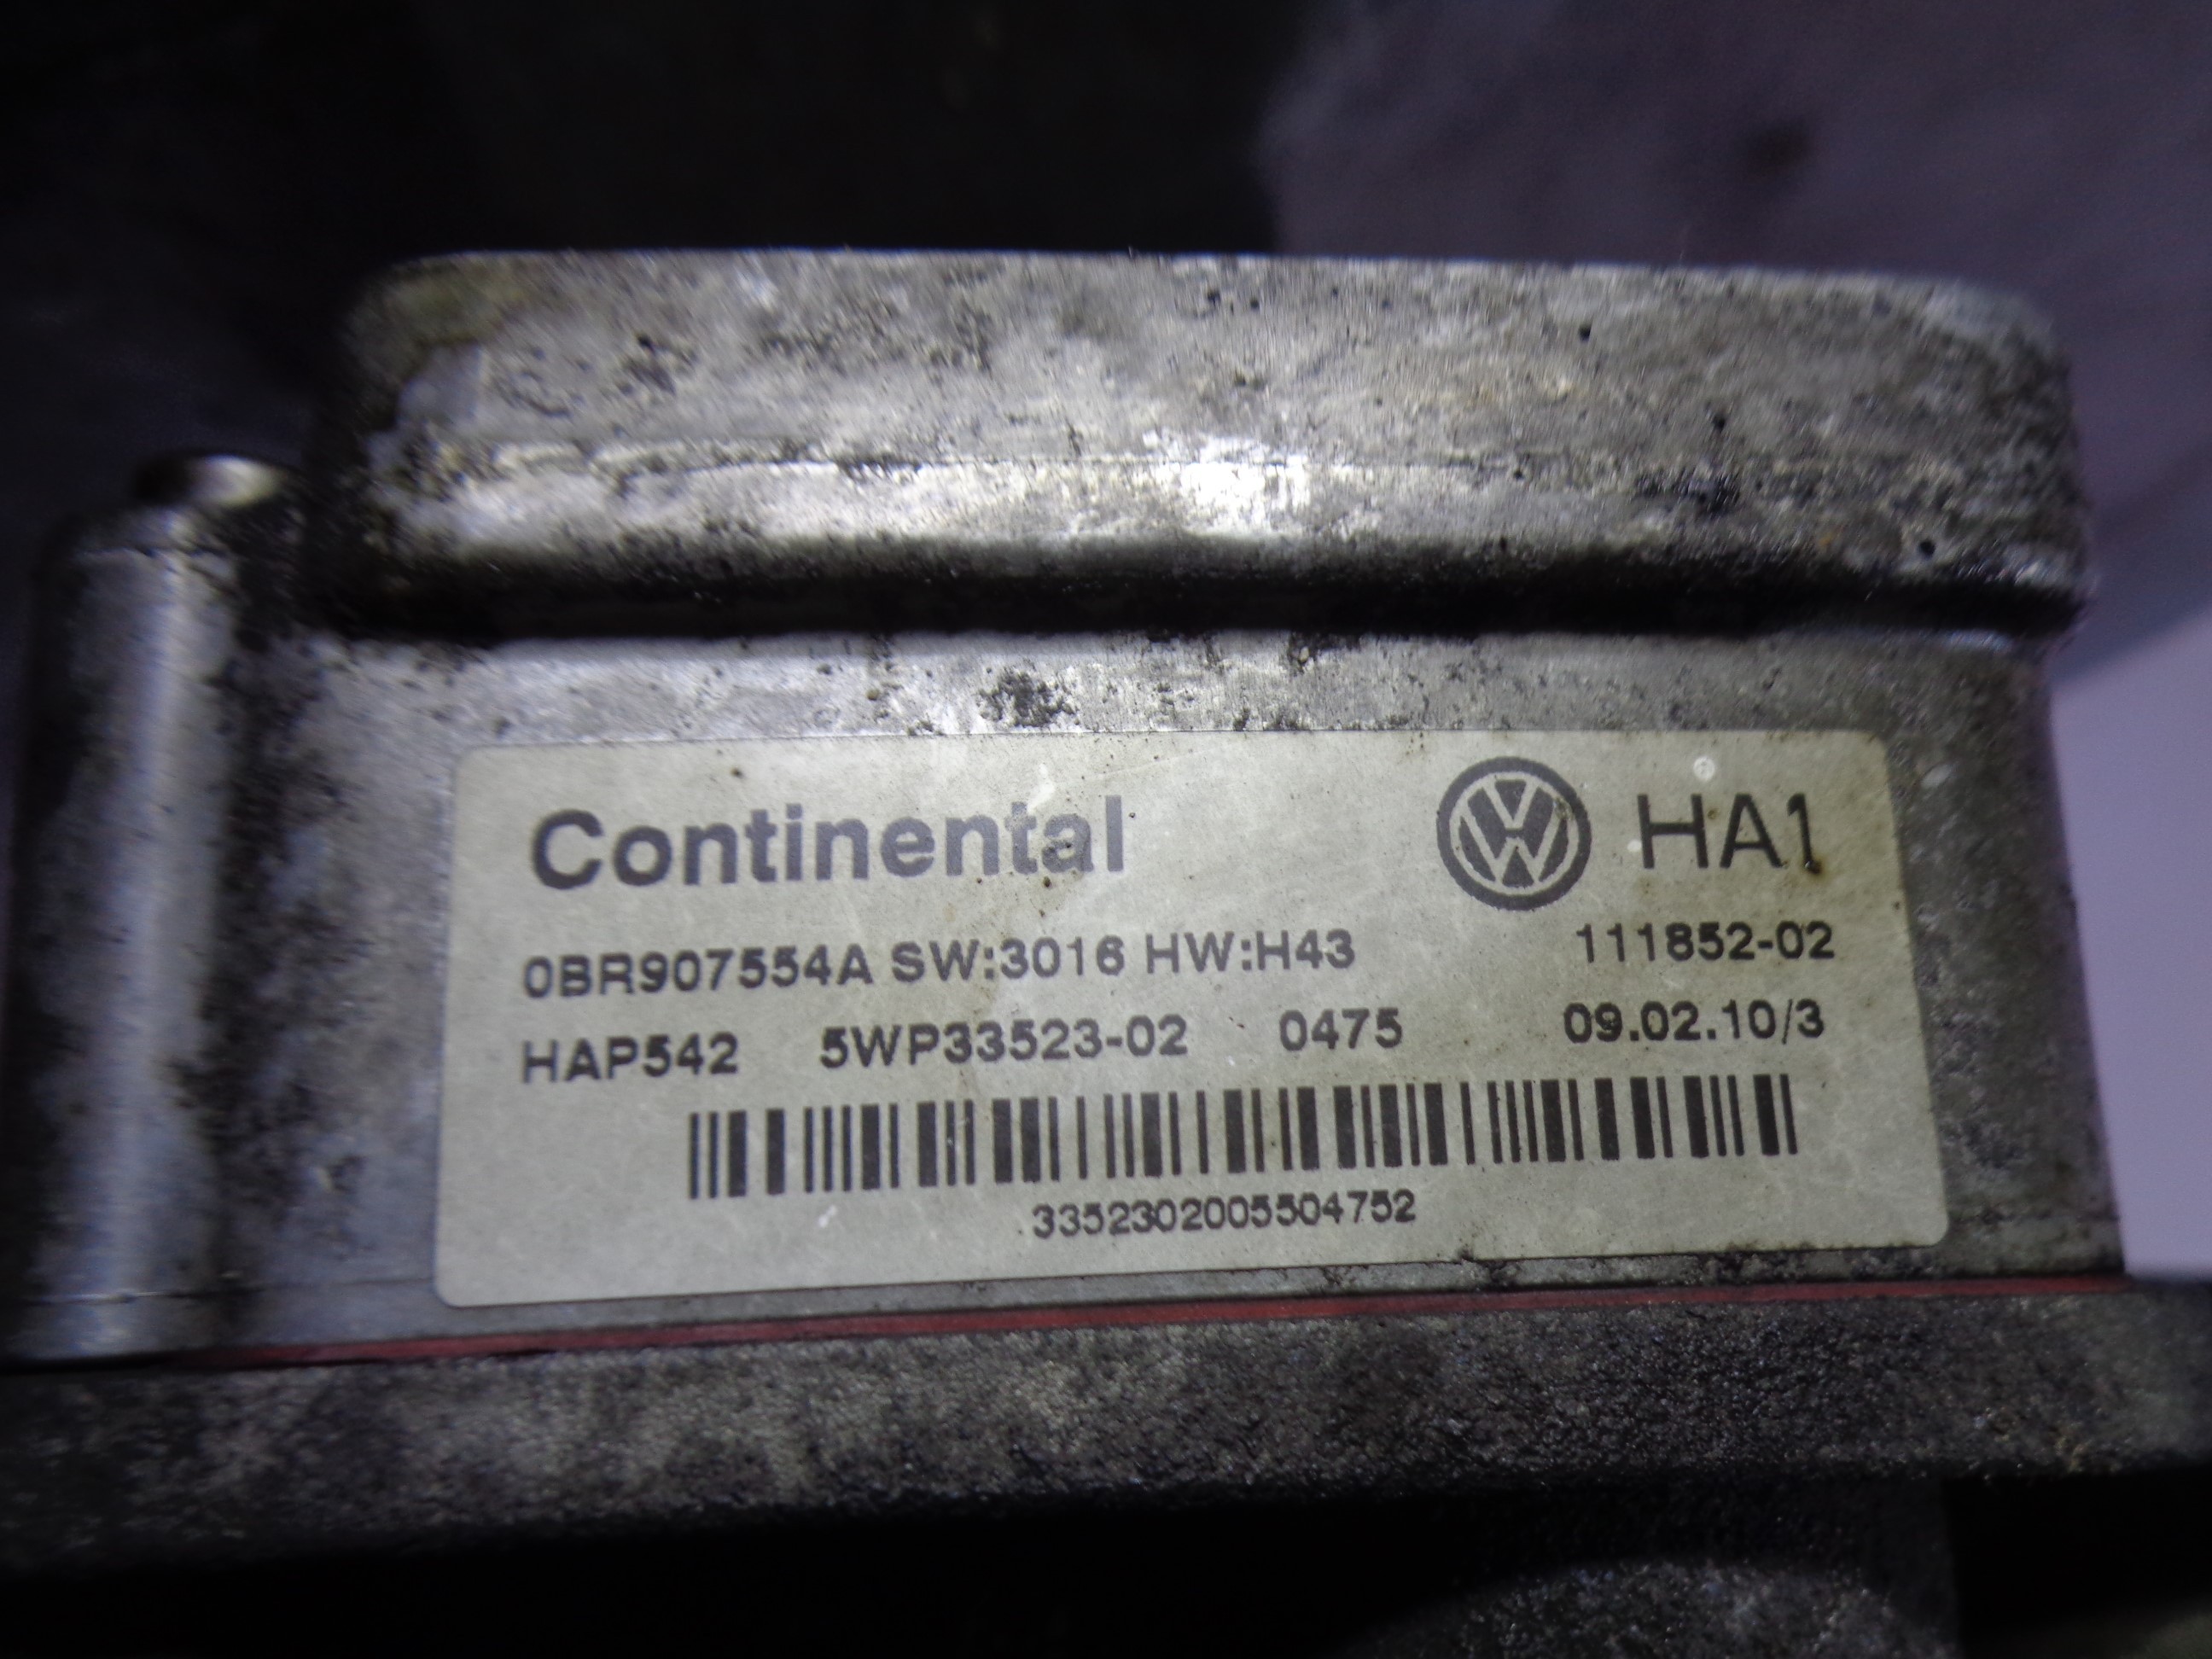 Continental HA1
0BR907554A SW:3016 HW:H43 111852-02
HAP542 5WP33523-02 0475 09.02.10/3
3352302005504752